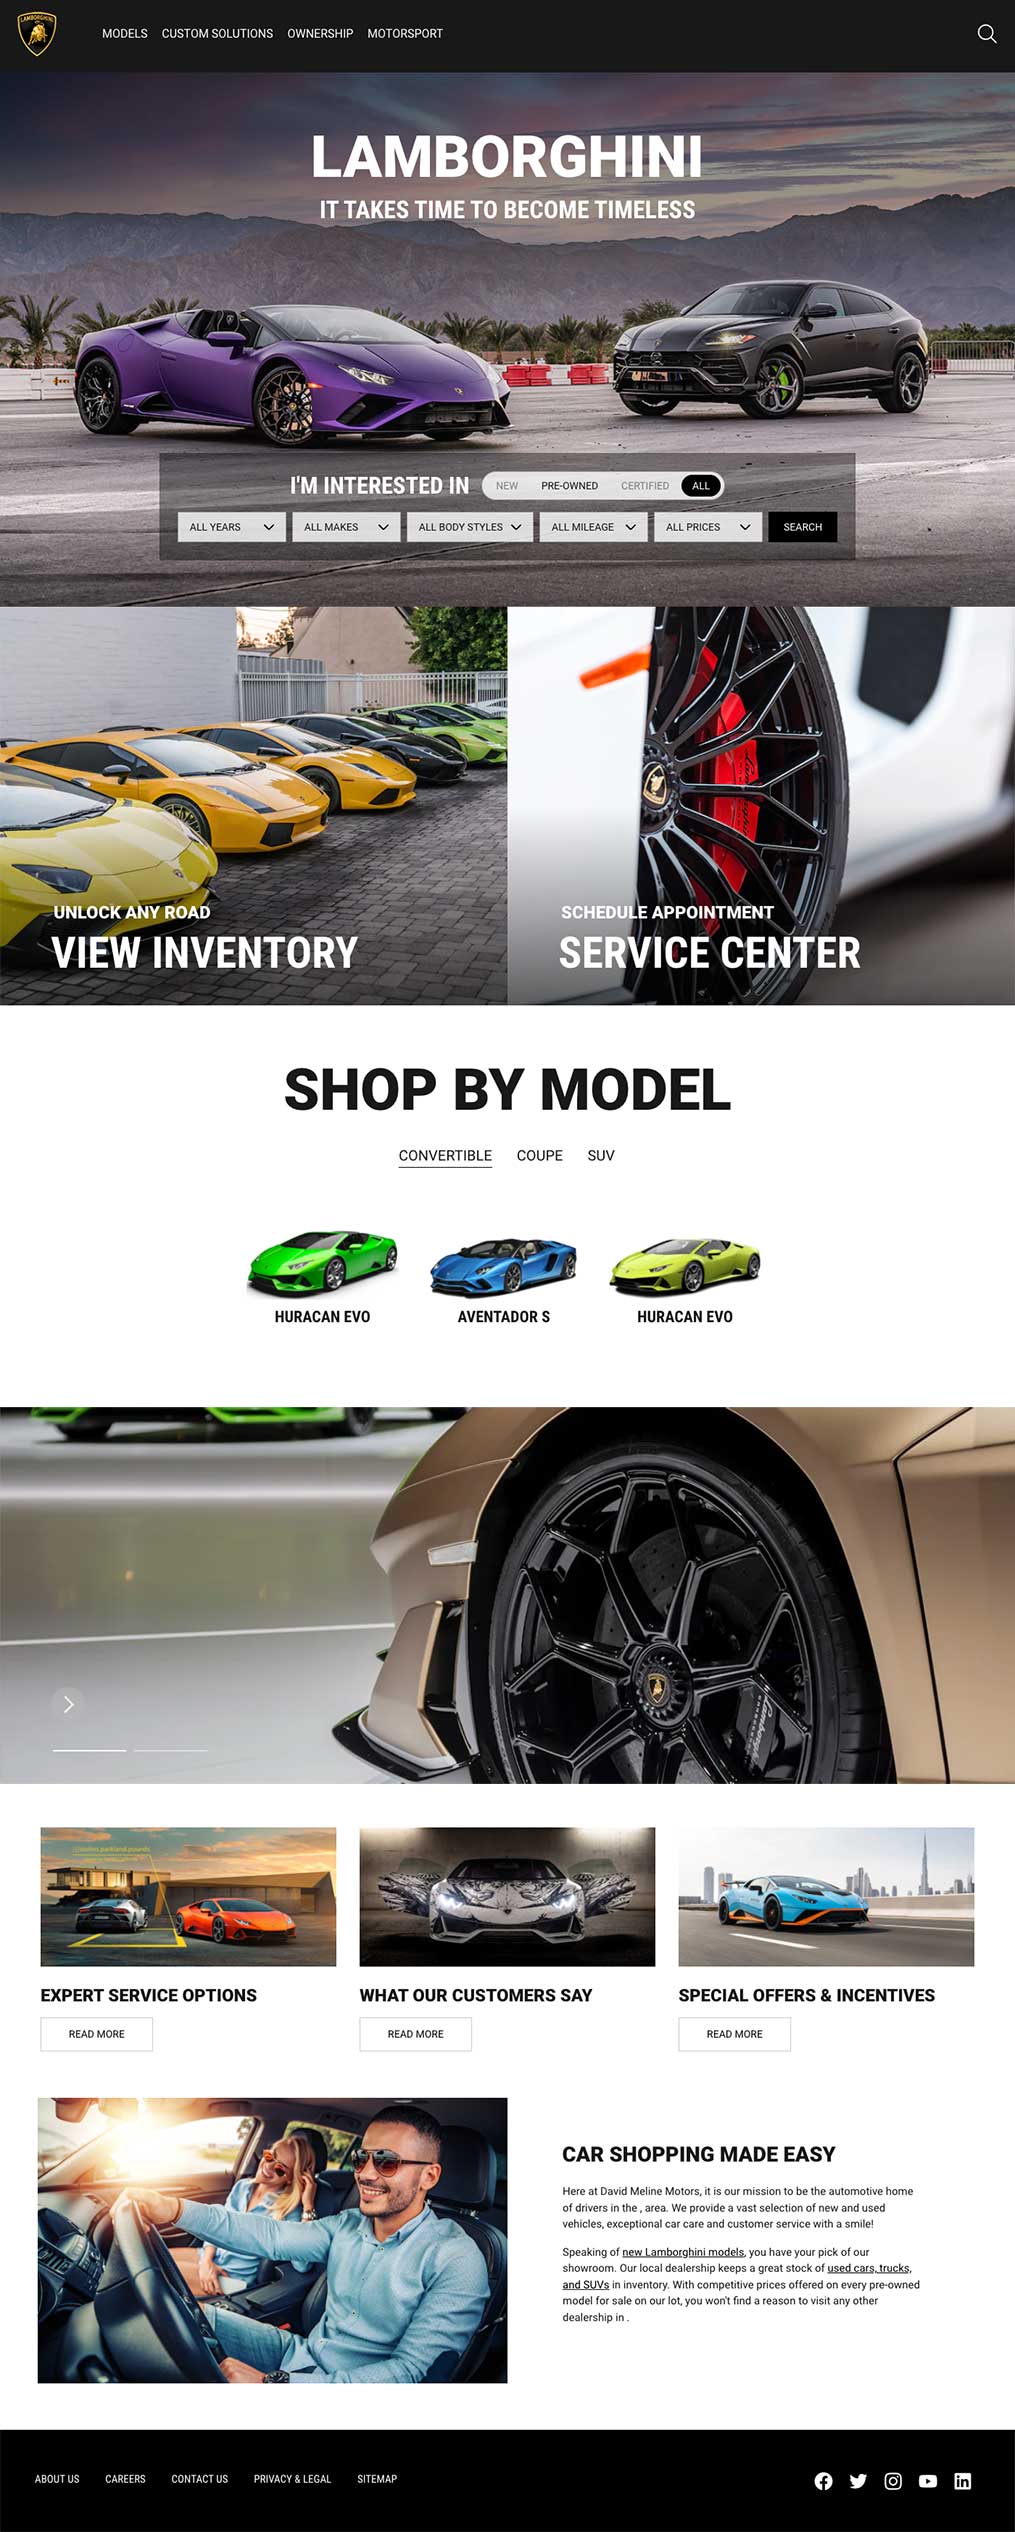 LAMBORGHINI
MODELS CUSTOM SOLUTIONS OWNERSHIP MOTORSPORT
LAMBORGHINI
IT TAKES TIME TO BECOME TIMELESS
I'M INTERESTED IN NEW PRE-OWNED CERTIFIED ALL
ALL YEARS ALL MAKES ALL BODY STYLES ALL MILEAGE ALL PRICES SEARCH
UNLOCK ANY ROAD
VIEW INVENTORY
SCHEDULE APPOINTMENT
SERVICE CENTER
SHOP BY MODEL
CONVERTIBLE COUPE SUV
HURACAN EVO
AVENTADOR S
HURACAN EVO
EXPERT SERVICE OPTIONS
READ MORE
WHAT OUR CUSTOMERS SAY
READ MORE
SPECIAL OFFERS & INCENTIVES
READ MORE
CAR SHOPPING MADE EASY
Here at David Meline Motors, it is our mission to be the automotive home
of drivers in the , area. We provide a vast selection of new and used
vehicles, exceptional car care and customer service with a smile!
Speaking of new Lamborghini models, you have your pick of our
showroom. Our local dealership keeps a great stock of used cars, trucks,
and SUVs in inventory. With competitive prices offered on every pre-owned
model for sale on our lot, you won't find a reason to visit any other
dealership in .
ABOUT US CAREERS CONTACT US PRIVACY & LEGAL SITEMAP